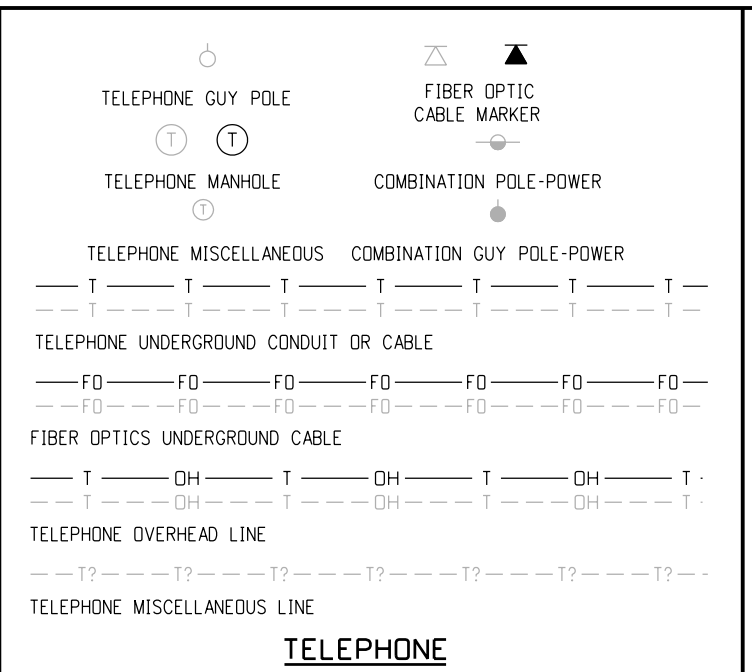 TELEPHONE GUY POLE
FIBER OPTIC
CABLE MARKER
T T
TELEPHONE MANHOLE
COMBINATION POLE-POWER
T
TELEPHONE MISCELLANEOUS
COMBINATION GUY POLE-POWER
T T T T T T T
T T T T T T T
TELEPHONE UNDERGROUND CONDUIT OR CABLE
FO FO FO FO FO FO FO
FO FO FO FO FO FO FO
FIBER OPTICS UNDERGROUND CABLE
T OH T OH T OH T
T OH T OH T OH T
TELEPHONE OVERHEAD LINE
T? T? T? T? T? T? T?
TELEPHONE MISCELLANEOUS LINE
TELEPHONE